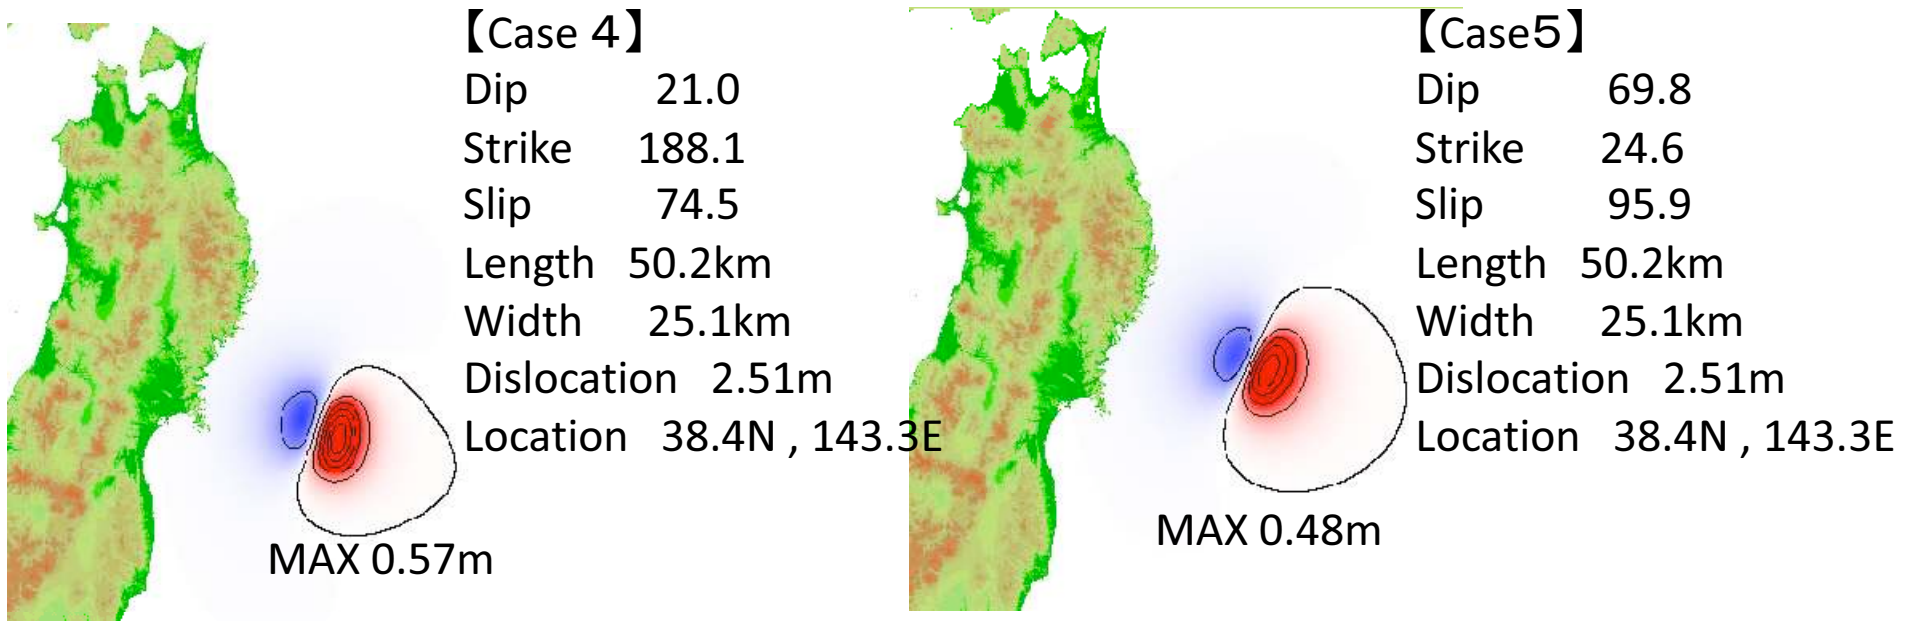 【Case 4】
Dip 21.0
Strike 188.1
Slip 74.5
Length 50.2km
Width 25.1km
Dislocation 2.51m
Location 38.4N , 143.3E
MAX 0.57m
【Case5】
Dip 69.8
Strike 24.6
Slip 95.9
Length 50.2km
Width 25.1km
Dislocation 2.51m
Location 38.4N , 143.3E
MAX 0.48m